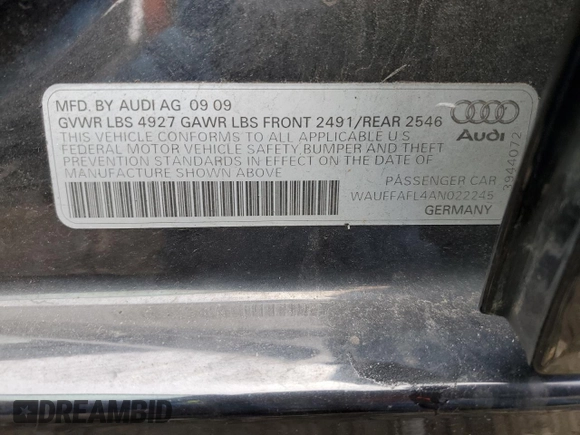 MFD. BY AUDI AG 09 09
GVWR LBS 4927 GAWR LBS FRONT 2491/REAR 2546
THIS VEHICLE CONFORMS TO ALL APPLICABLE U.S
FEDERAL MOTOR VEHICLE SAFETY, BUMPER AND THEFT
PREVENTION STANDARDS IN EFFECT ON THE DATE OF
MANUFACTURE SHOWN ABOVE
PASSENGER CAR
WAUFFAFL4AN022245
GERMANY
Audi
3944072
DREAMBID